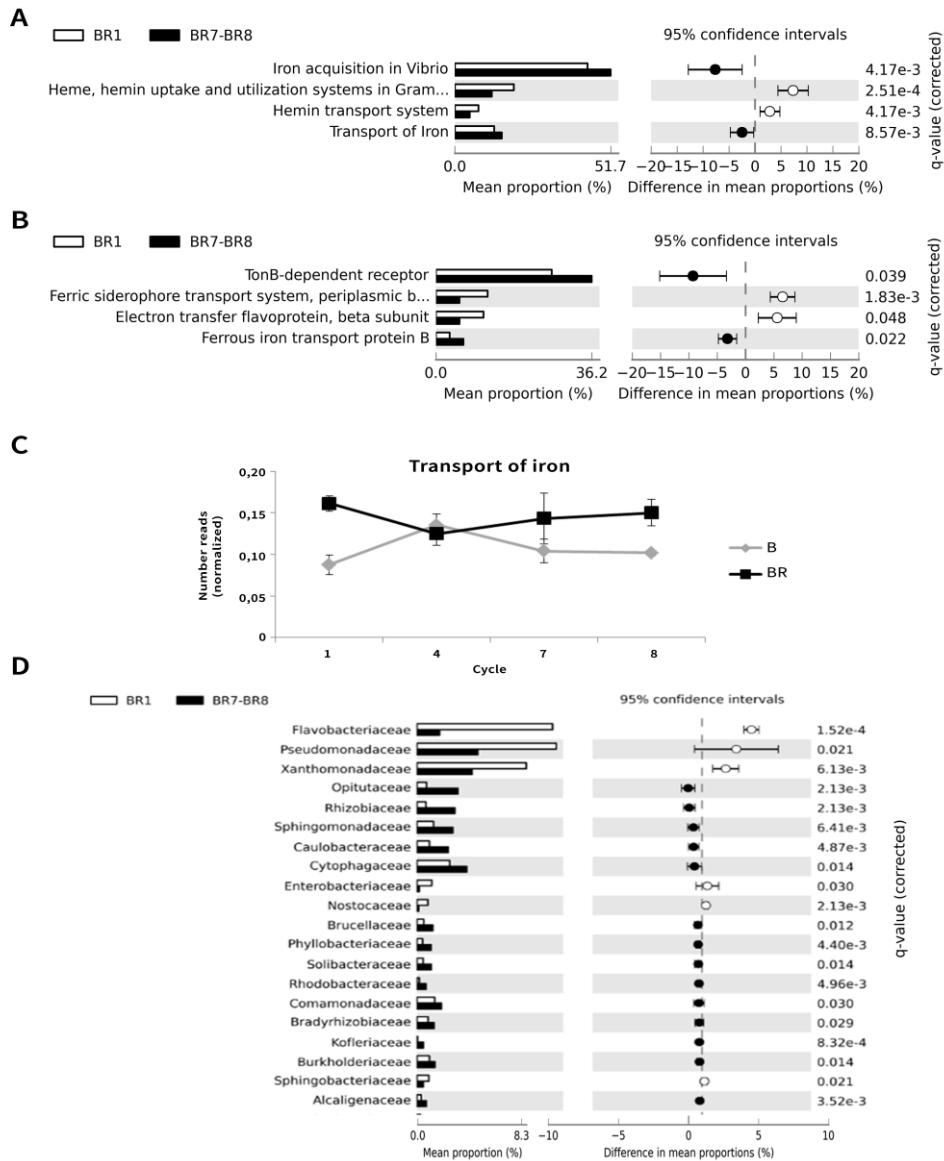 A
BR1 BR7-BR8 95% confidence intervals
Iron acquisition in Vibrio 4.17e-3
Heme, hemin uptake and utilization systems in Gram... 2.51e-4
Hemin transport system 4.17e-3
Transport of Iron 8.57e-3
0.0 51.7 −20−15−10−5 0 5 10 15 20
Mean proportion (%) Difference in mean proportions (%)
q-value (corrected)
B
BR1 BR7-BR8 95% confidence intervals
TonB-dependent receptor 0.039
Ferric siderophore transport system, periplasmic b... 1.83e-3
Electron transfer flavoprotein, beta subunit 0.048
Ferrous iron transport protein B 0.022
0.0 36.2 −20−15−10−5 0 5 10 15 20
Mean proportion (%) Difference in mean proportions (%)
q-value (corrected)
C
Transport of iron
0,20
0,15
0,10
0,05
0
Number reads
(normalized)
B
BR
1 4 7 8
Cycle
D
BR1 BR7-BR8 95% confidence intervals
Flavobacteriaceae 1.52e-4
Pseudomonadaceae 0.021
Xanthomonadaceae 6.13e-3
Opitutaceae 2.13e-3
Rhizobiaceae 2.13e-3
Sphingomonadaceae 6.41e-3
Caulobacteraceae 4.87e-3
Cytophagaceae 0.014
Enterobacteriaceae 0.030
Nostocaceae 2.13e-3
Brucellaceae 0.012
Phyllobacteriaceae 4.40e-3
Solibacteraceae 0.014
Rhodobacteraceae 4.96e-3
Comamonadaceae 0.030
Bradyrhizobiaceae 0.029
Kofleriaceae 8.32e-4
Burkholderiaceae 0.014
Sphingobacteriaceae 0.021
Alcaligenaceae 3.52e-3
0.0 8.3 −10 −5 0 5 10
Mean proportion (%) Difference in mean proportions (%)
q-value (corrected)